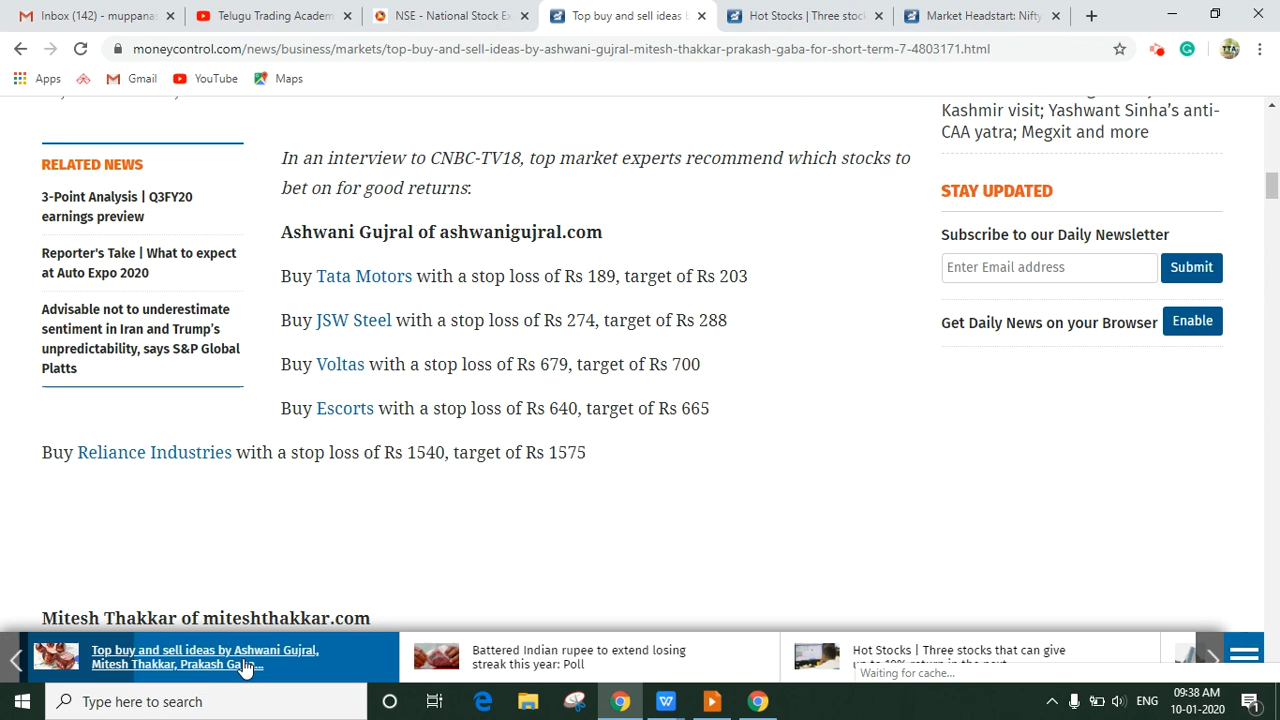 Inbox (142) - muppanas
Telugu Trading Academ
NSE - National Stock Ex
Top buy and sell ideas b
Hot Stocks | Three stoc
Market Headstart: Nifty
moneycontrol.com/news/business/markets/top-buy-and-sell-ideas-by-ashwani-gujral-mitesh-thakkar-prakash-gaba-for-short-term-7-4803171.html
Apps
Gmail
YouTube
Maps
Kashmir visit; Yashwant Sinha's anti-
CAA yatra; Megxit and more
RELATED NEWS
3-Point Analysis | Q3FY20
earnings preview
Reporter's Take | What to expect
at Auto Expo 2020
Advisable not to underestimate
sentiment in Iran and Trump's
unpredictability, says S&P Global
Platts
In an interview to CNBC-TV18, top market experts recommend which stocks to
bet on for good returns:
Ashwani Gujral of ashwanigujral.com
Buy Tata Motors with a stop loss of Rs 189, target of Rs 203
Buy JSW Steel with a stop loss of Rs 274, target of Rs 288
Buy Voltas with a stop loss of Rs 679, target of Rs 700
Buy Escorts with a stop loss of Rs 640, target of Rs 665
Buy Reliance Industries with a stop loss of Rs 1540, target of Rs 1575
Mitesh Thakkar of miteshthakkar.com
STAY UPDATED
Subscribe to our Daily Newsletter
Enter Email address
Submit
Get Daily News on your Browser
Enable
Top buy and sell ideas by Ashwani Gujral,
Mitesh Thakkar, Prakash
Battered Indian rupee to extend losing
streak this year: Poll
Hot Stocks | Three stocks that can give
Waiting for cache...
Type here to search
ENG
09:38 AM
10-01-2020